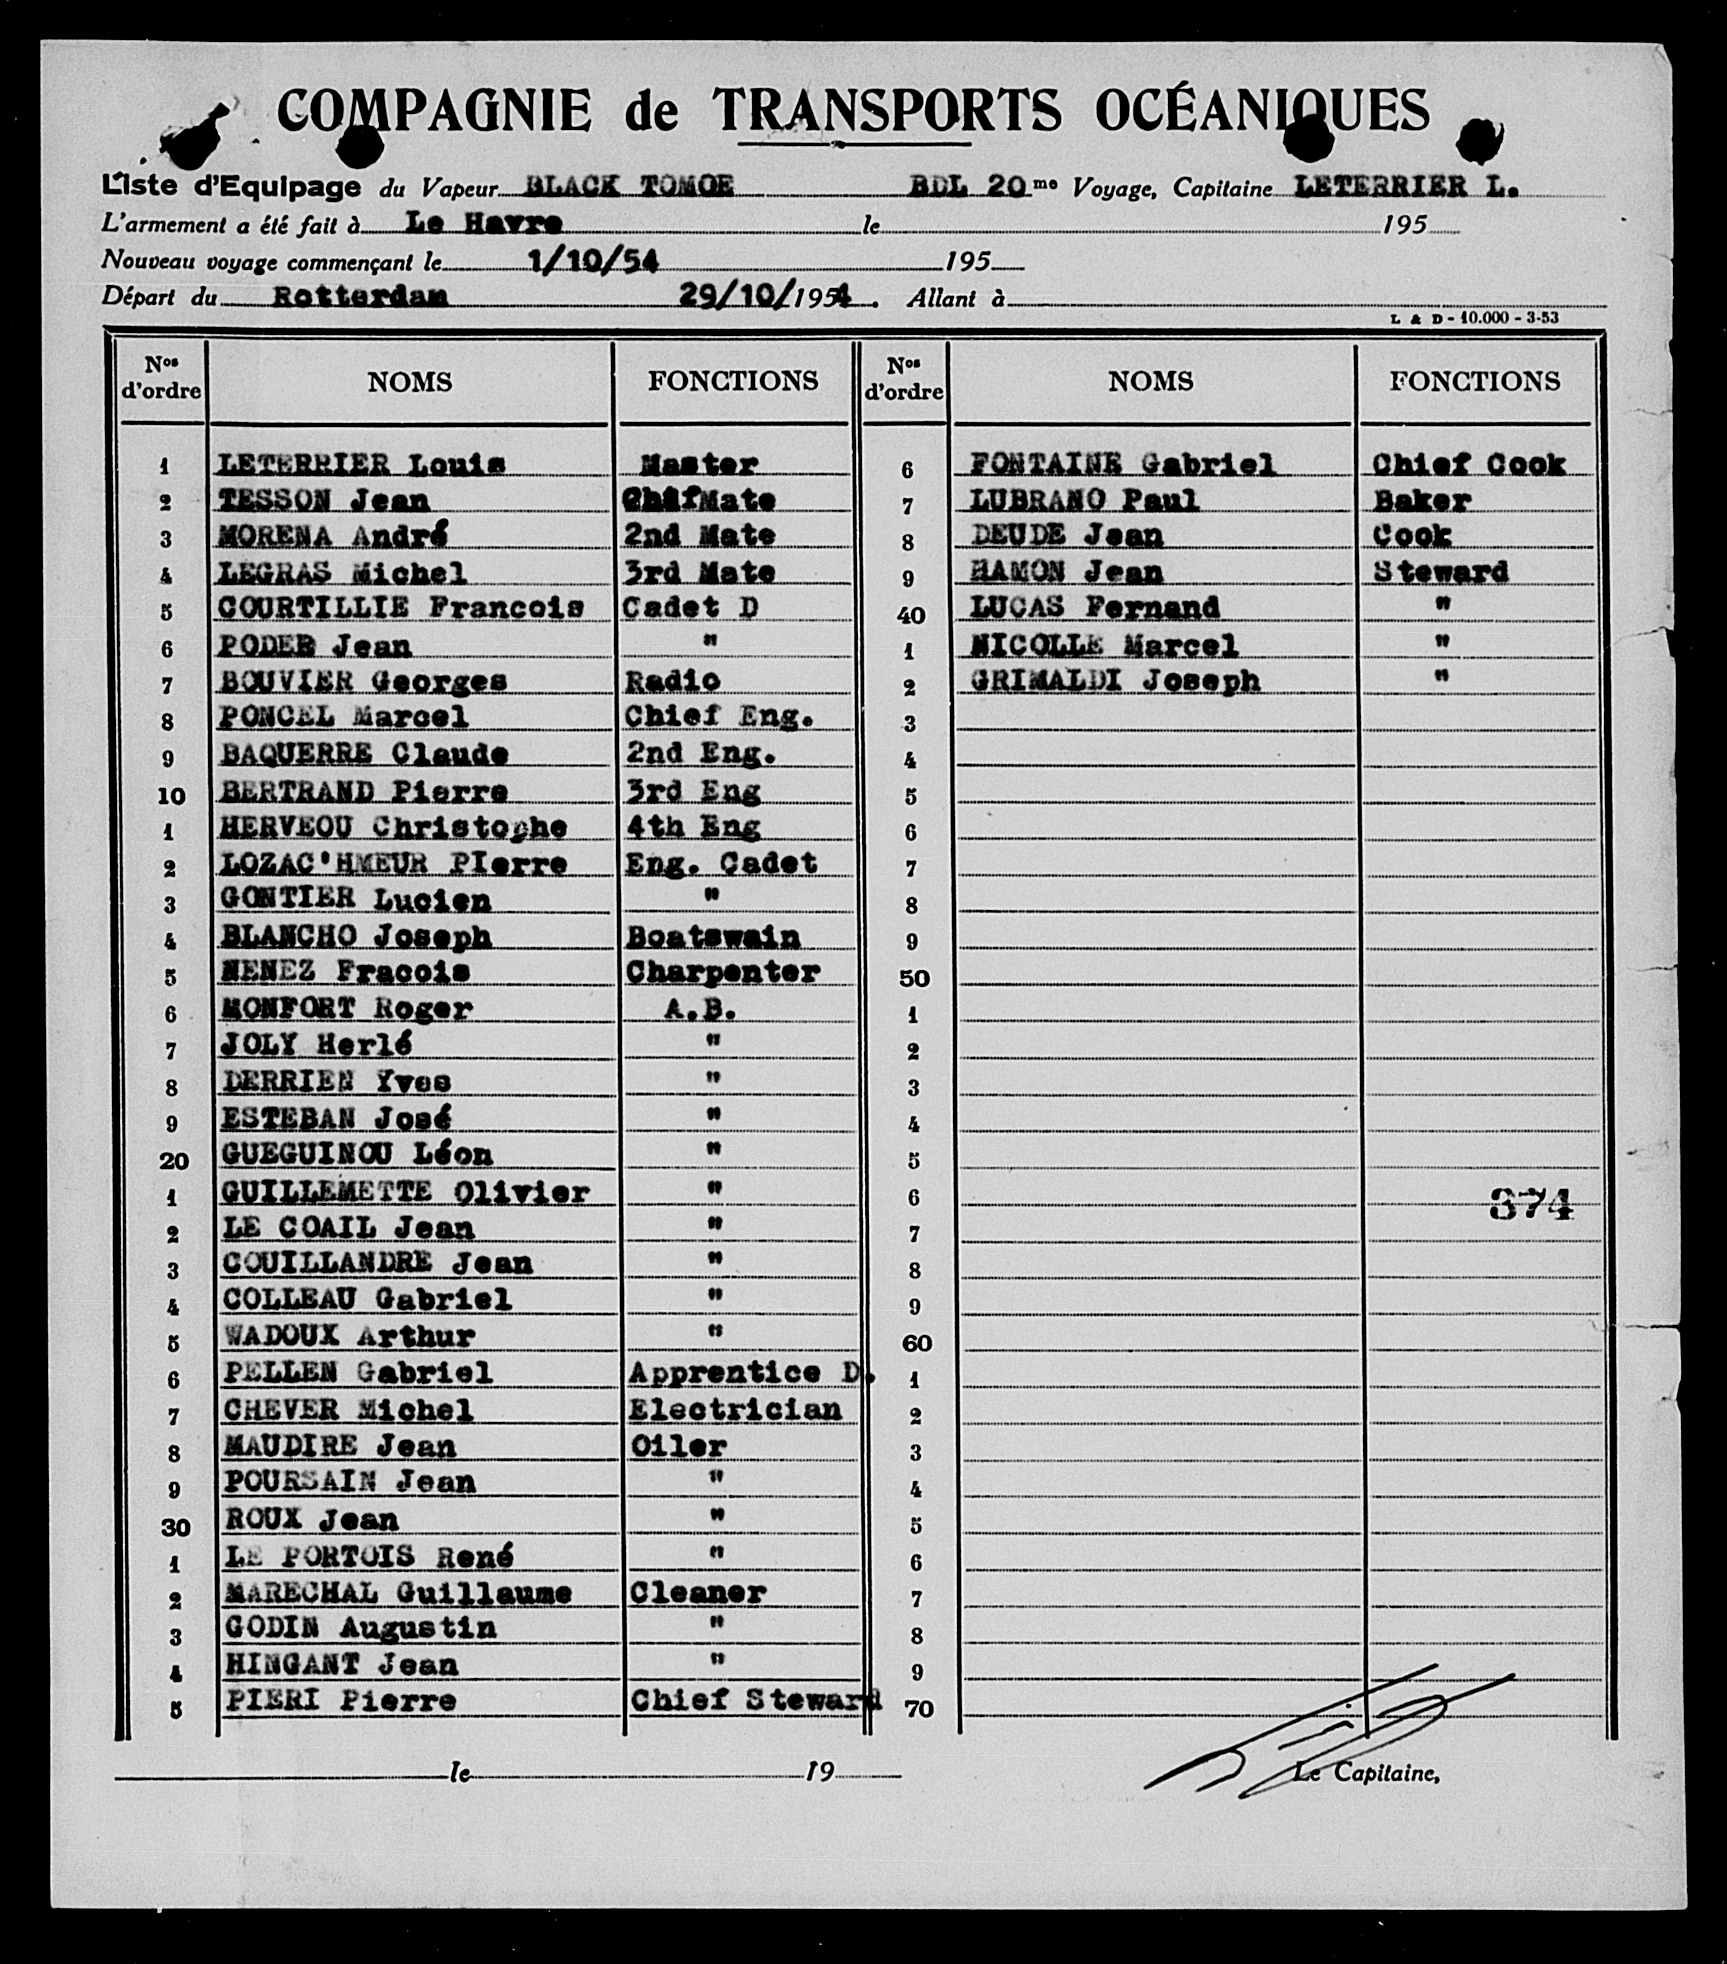 COMPAGNIE de TRANSPORTS OCÉANIQUES
Liste d'Equipage du Vapeur BLACK TOMOE BDL 20me Voyage, Capitaine LETERRIER L.
L'armement a été fait à Le Havre le 195
Nouveau voyage commençant le 1/10/54 195
Départ du Rotterdam 29/10/1954. Allant à
L & D - 10.000 - 3-53
Nos d'ordre NOMS FONCTIONS Nos d'ordre NOMS FONCTIONS
1 LETERRIER Louis Master 6 FONTAINE Gabriel Chief Cook
2 TESSON Jean Mate 7 LUBRANO Paul Baker
3 MORENA André 2nd Mate 8 DEUDE Jean Cook
4 LEGRAS Michel 3rd Mate 9 HAMON Jean Steward
5 COURTILLIE Francois Cadet D 40 LUCAS Fernand "
6 PODER Jean " 1 NICOLLE Marcel "
7 BOUVIER Georges Radio 2 GRIMALDI Joseph "
8 PONCEL Marcel Chief Eng. 3
9 BAQUERRE Claude 2nd Eng. 4
10 BERTRAND Pierre 3rd Eng 5
1 HERVEOU Christophe 4th Eng 6
2 LOZAC'HMEUR PIerre Eng. Cadet 7
3 GONTIER Lucien " 8
4 BLANCHO Joseph Boatswain 9
5 NENEZ Fracois Charpenter 50
6 MONFORT Roger A.B. 1
7 JOLY Herlé " 2
8 DERRIEN Yves " 3
9 ESTEBAN José " 4
20 GUEGUINOU Léon " 5
1 GUILLEMETTE Olivier " 6 374
2 LE COAIL Jean " 7
3 COUILLANDRE Jean " 8
4 COLLEAU Gabriel " 9
5 WADOUX Arthur " 60
6 PELLEN Gabriel Apprentice D. 1
7 CHEVER Michel Electrician 2
8 MAUDIRE Jean Oiler 3
9 POURSAIN Jean " 4
30 ROUX Jean " 5
1 LE PORTOIS René " 6
2 MARECHAL Guillaume Cleaner 7
3 GODIN Augustin " 8
4 HINGANT Jean " 9
5 PIERI Pierre Chief Steward 70
le 19 Le Capitaine,